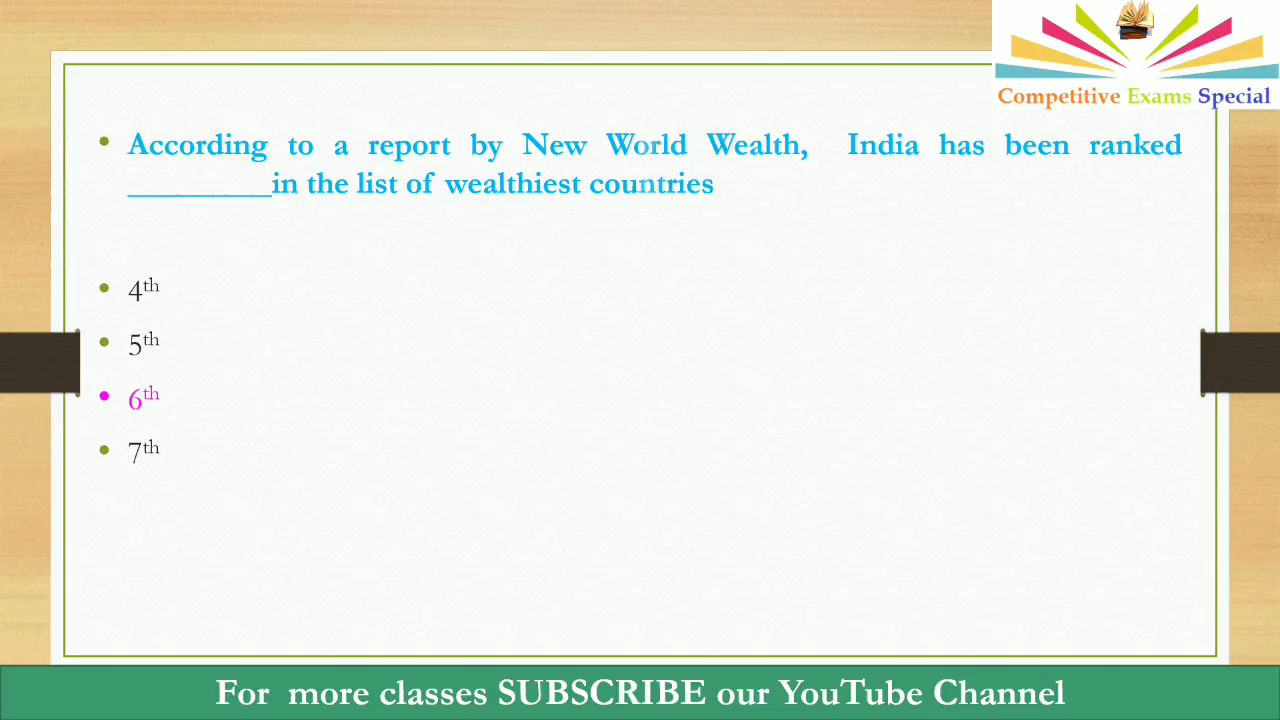 Competitive Exams Special
• According to a report by New World Wealth, India has been ranked
__________in the list of wealthiest countries
• 4th
• 5th
• 6th
• 7th
For more classes SUBSCRIBE our YouTube Channel